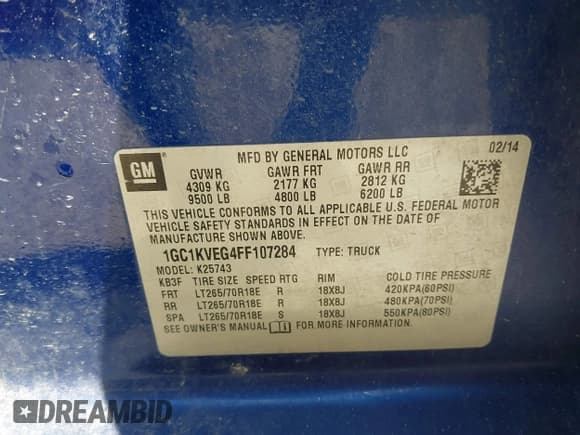 GM
MFD BY GENERAL MOTORS LLC 02/14
GVWR GAWR FRT GAWR RR
4309 KG 2177 KG 2812 KG
9500 LB 4800 LB 6200 LB
THIS VEHICLE CONFORMS TO ALL APPLICABLE U.S. FEDERAL MOTOR
VEHICLE SAFETY STANDARDS IN EFFECT ON THE DATE OF
MANUFACTURE SHOWN ABOVE.
1GC1KVEG4FF107284 TYPE: TRUCK
MODEL: K25743
KB3F TIRE SIZE SPEED RTG RIM COLD TIRE PRESSURE
FRT LT265/70R18E R 18X8J 420KPA(60PSI)
RR LT265/70R18E R 18X8J 480KPA(70PSI)
SPA LT265/70R18E S 18X8J 550KPA(80PSI)
SEE OWNER'S MANUAL FOR MORE INFORMATION
DREAMBID